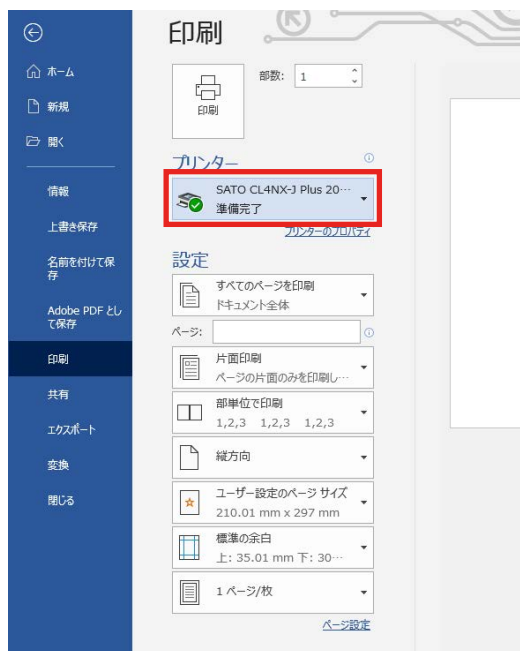 印刷
ホーム
新規
開く
情報
上書き保存
名前を付けて保
存
Adobe PDF とし
て保存
印刷
共有
エクスポート
変換
閉じる
印刷
部数: 1
プリンター
SATO CL4NX-J Plus 20…
準備完了
プリンターのプロパティ
設定
すべてのページを印刷
ドキュメント全体
ページ:
片面印刷
ページの片面のみを印刷し…
部単位で印刷
1,2,3 1,2,3 1,2,3
縦方向
ユーザー設定のページ サイズ
210.01 mm x 297 mm
標準の余白
上: 35.01 mm 下: 30…
1 ページ/枚
ページ設定